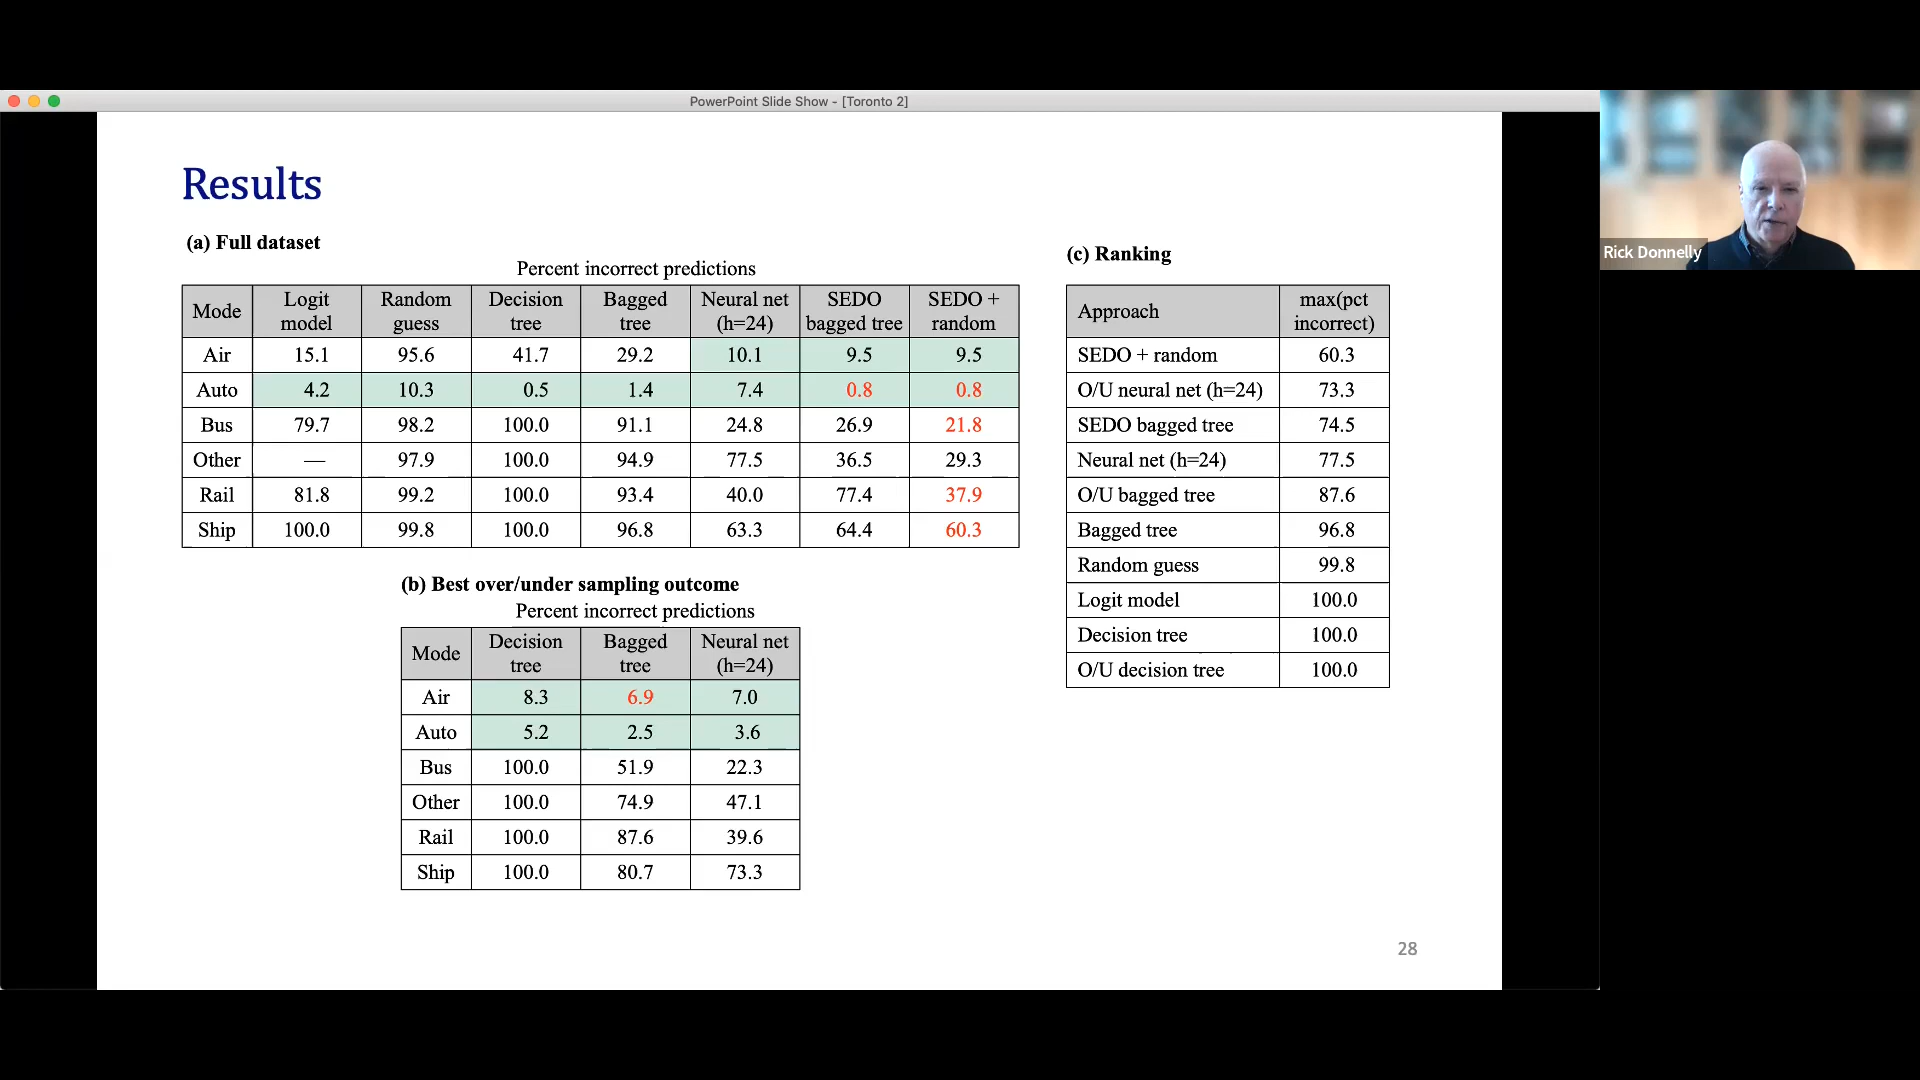 PowerPoint Slide Show - [Toronto 2]
Results
(a) Full dataset
Percent incorrect predictions
Mode Logit model Random guess Decision tree Bagged tree Neural net (h=24) SEDO bagged tree SEDO + random
Air 15.1 95.6 41.7 29.2 10.1 9.5 9.5
Auto 4.2 10.3 0.5 1.4 7.4 0.8 0.8
Bus 79.7 98.2 100.0 91.1 24.8 26.9 21.8
Other — 97.9 100.0 94.9 77.5 36.5 29.3
Rail 81.8 99.2 100.0 93.4 40.0 77.4 37.9
Ship 100.0 99.8 100.0 96.8 63.3 64.4 60.3
(b) Best over/under sampling outcome
Percent incorrect predictions
Mode Decision tree Bagged tree Neural net (h=24)
Air 8.3 6.9 7.0
Auto 5.2 2.5 3.6
Bus 100.0 51.9 22.3
Other 100.0 74.9 47.1
Rail 100.0 87.6 39.6
Ship 100.0 80.7 73.3
(c) Ranking
Approach max(pct incorrect)
SEDO + random 60.3
O/U neural net (h=24) 73.3
SEDO bagged tree 74.5
Neural net (h=24) 77.5
O/U bagged tree 87.6
Bagged tree 96.8
Random guess 99.8
Logit model 100.0
Decision tree 100.0
O/U decision tree 100.0
28
Rick Donnelly